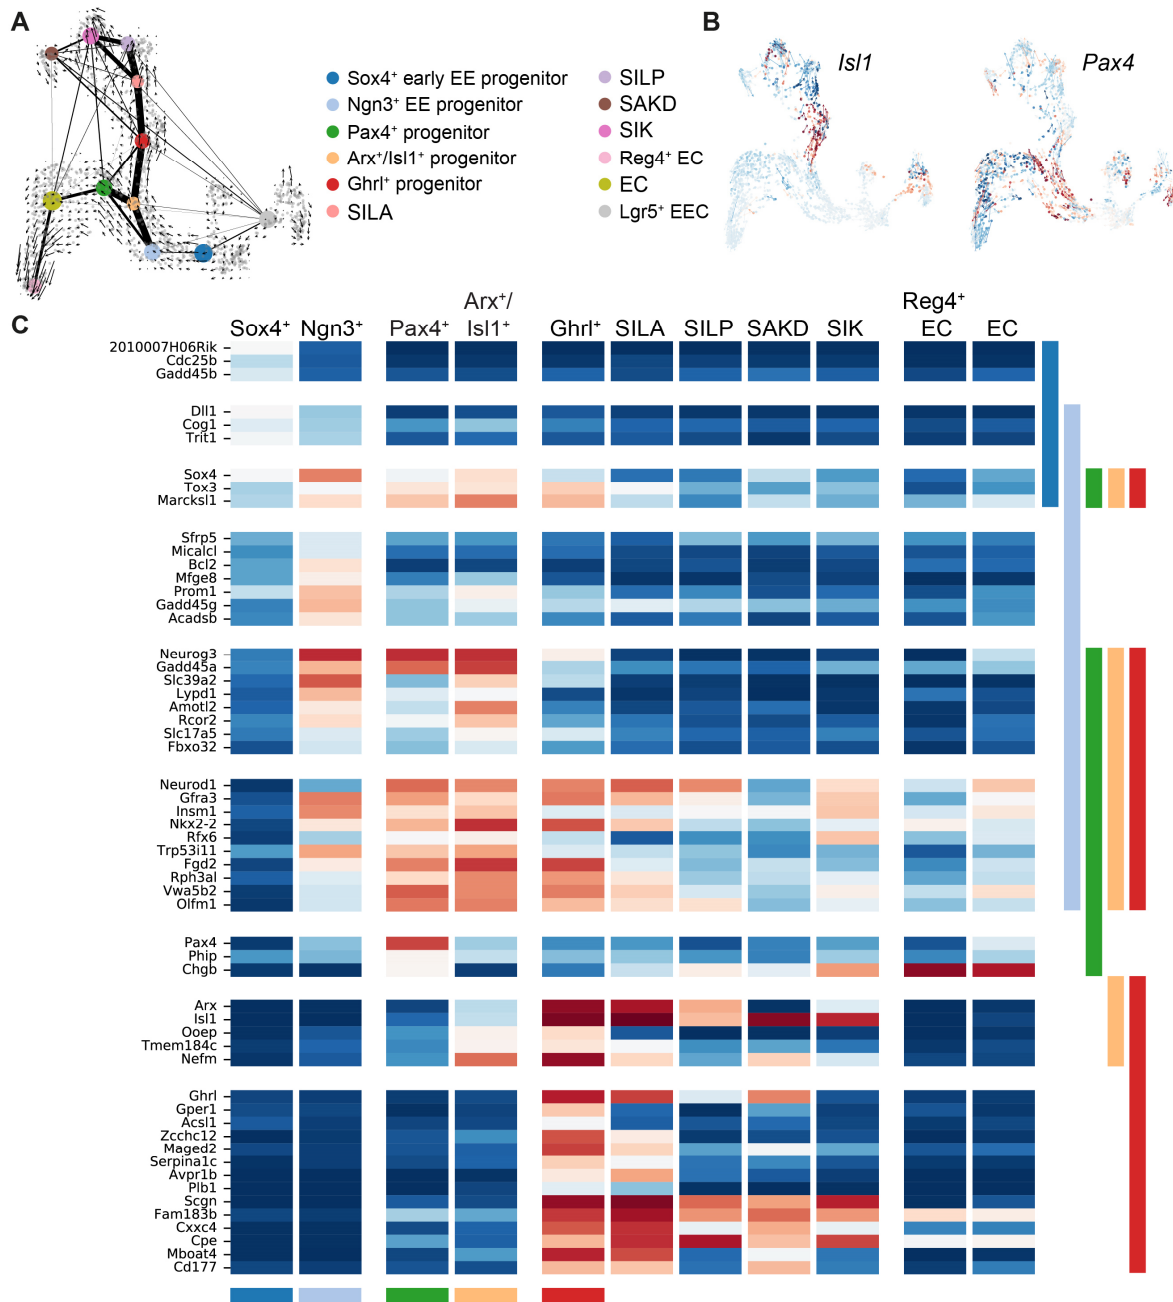 A
B
Isl1
Pax4
Sox4⁺ early EE progenitor
Ngn3⁺ EE progenitor
Pax4⁺ progenitor
Arx⁺/Isl1⁺ progenitor
Ghrl⁺ progenitor
SILA
SILP
SAKD
SIK
Reg4⁺ EC
EC
Lgr5⁺ EEC
C
Sox4⁺ Ngn3⁺ Pax4⁺ Arx⁺/ Isl1⁺ Ghrl⁺ SILA SILP SAKD SIK Reg4⁺ EC EC
2010007H06Rik
Cdc25b
Gadd45b
Dll1
Cog1
Trit1
Sox4
Tox3
Marcksl1
Sfrp5
Micalcl
Bcl2
Mfge8
Prom1
Gadd45g
Acadsb
Neurog3
Gadd45a
Slc39a2
Lypd1
Amotl2
Rcor2
Slc17a5
Fbxo32
Neurod1
Gfra3
Insm1
Nkx2-2
Rfx6
Trp53i11
Fgd2
Rph3al
Vwa5b2
Olfm1
Pax4
Phip
Chgb
Arx
Isl1
Ooep
Tmem184c
Nefm
Ghrl
Gper1
Acsl1
Zcchc12
Maged2
Serpina1c
Avpr1b
Plb1
Scgn
Fam183b
Cxxc4
Cpe
Mboat4
Cd177